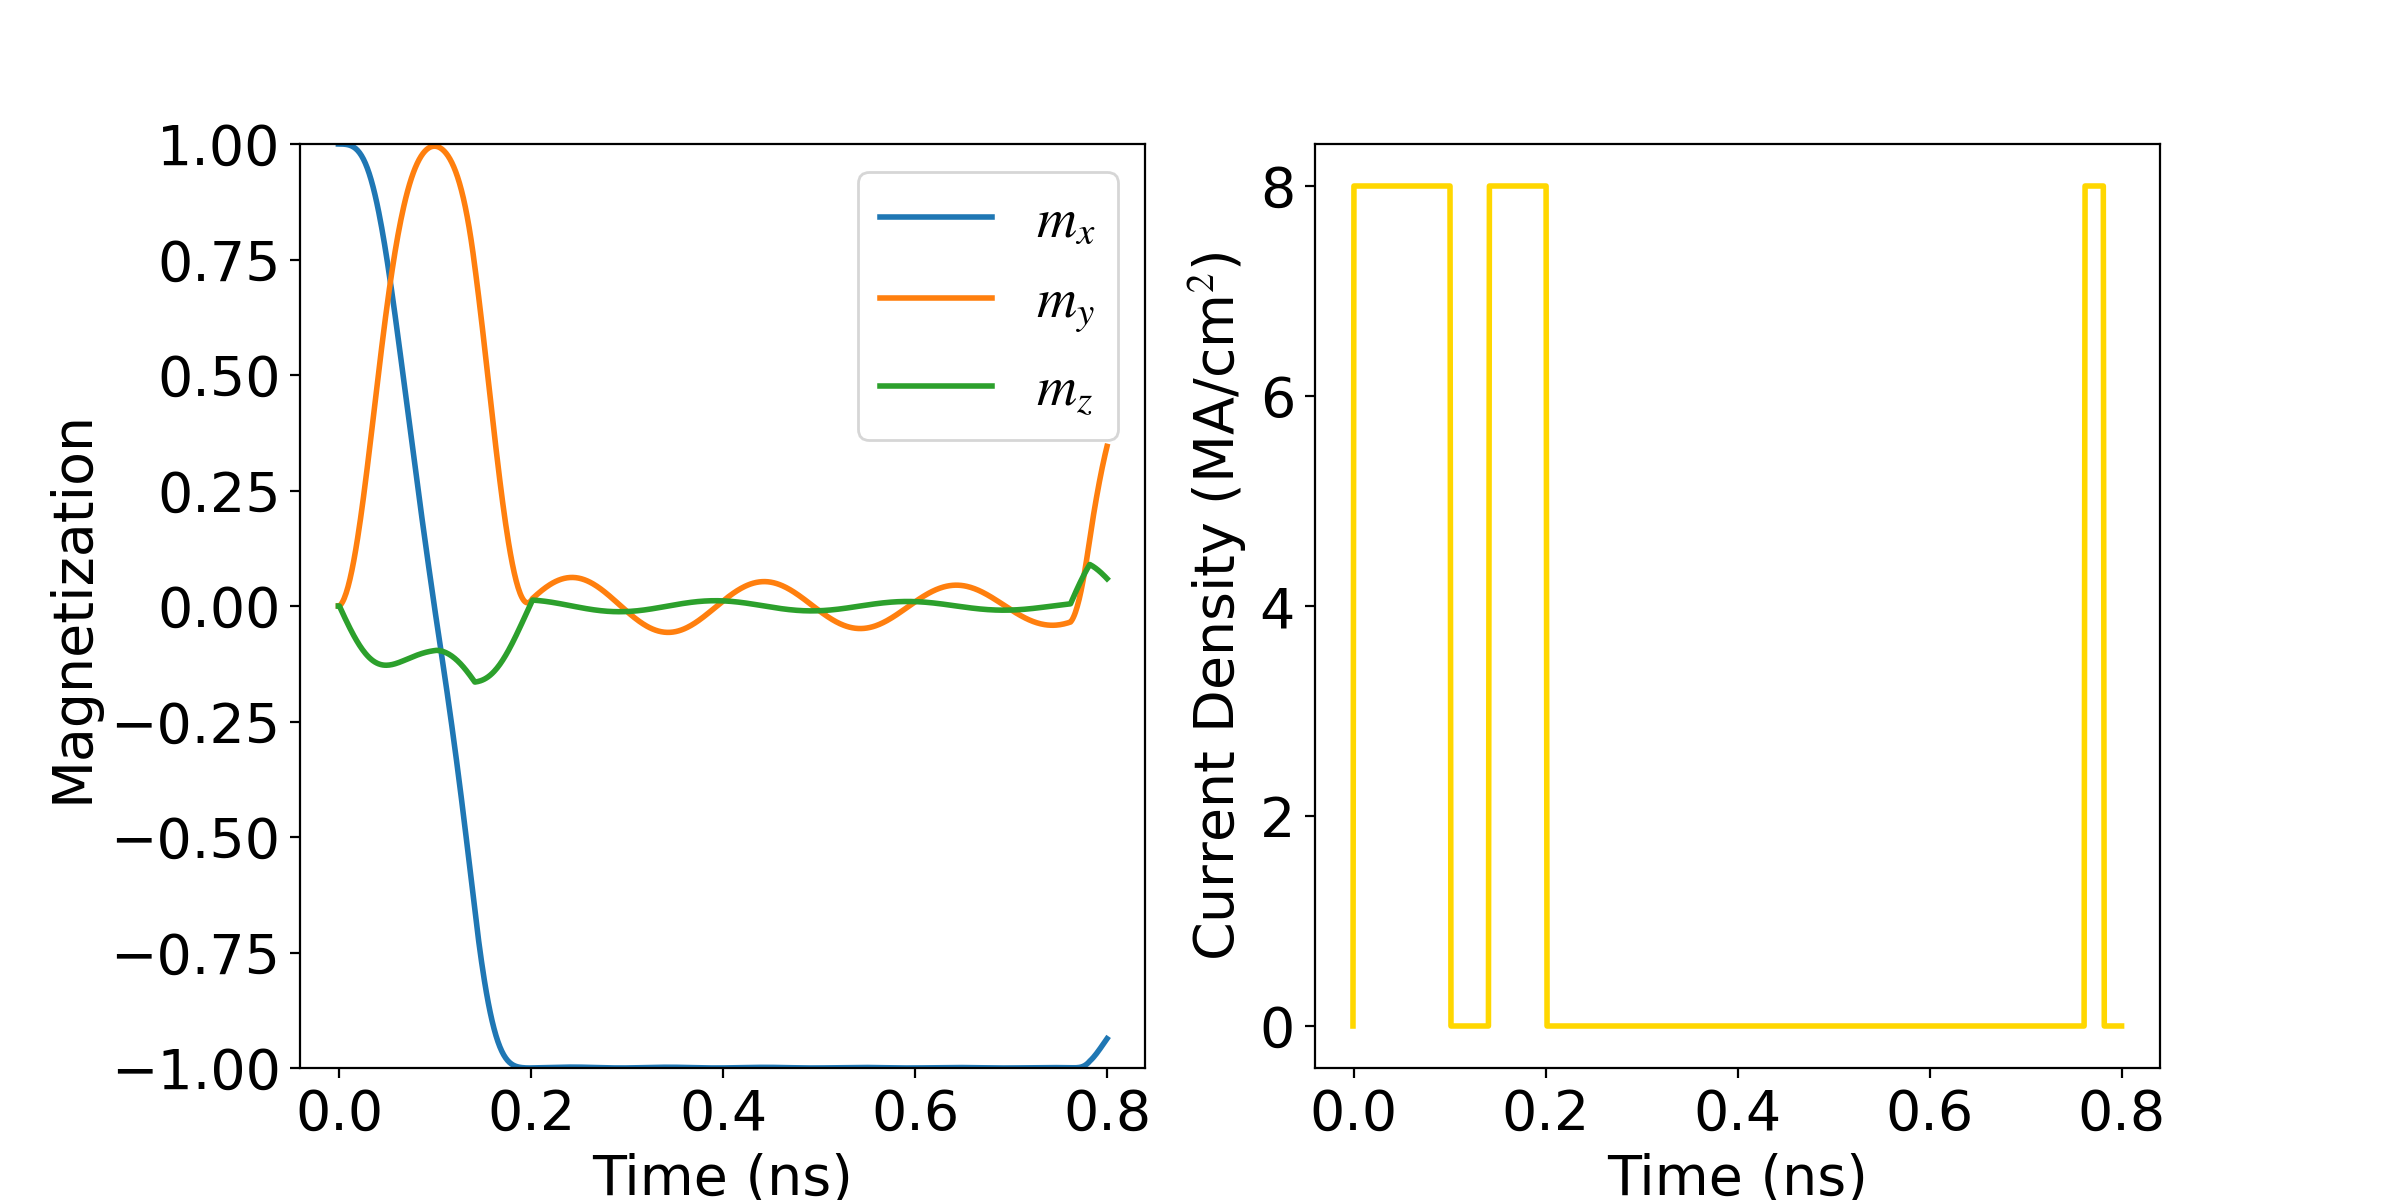 Magnetization
1.00
0.75
0.50
0.25
0.00
−0.25
−0.50
−0.75
−1.00
0.0 0.2 0.4 0.6 0.8
Time (ns)
m_x
m_y
m_z
Current Density (MA/cm²)
8
6
4
2
0
0.0 0.2 0.4 0.6 0.8
Time (ns)